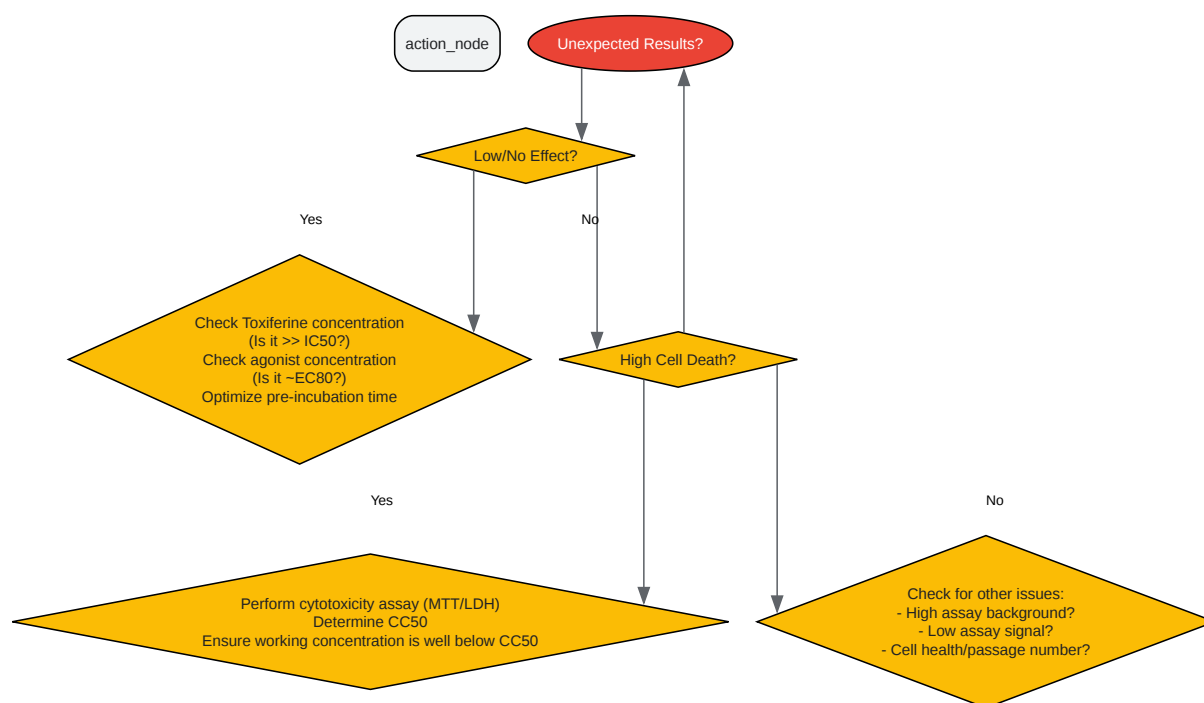 action_node
Unexpected Results?
Low/No Effect?
Yes
No
Check Toxiferine concentration
(Is it >> IC50?)
Check agonist concentration
(Is it ~EC80?)
Optimize pre-incubation time
High Cell Death?
Yes
No
Perform cytotoxicity assay (MTT/LDH)
Determine CC50
Ensure working concentration is well below CC50
Check for other issues:
- High assay background?
- Low assay signal?
- Cell health/passage number?